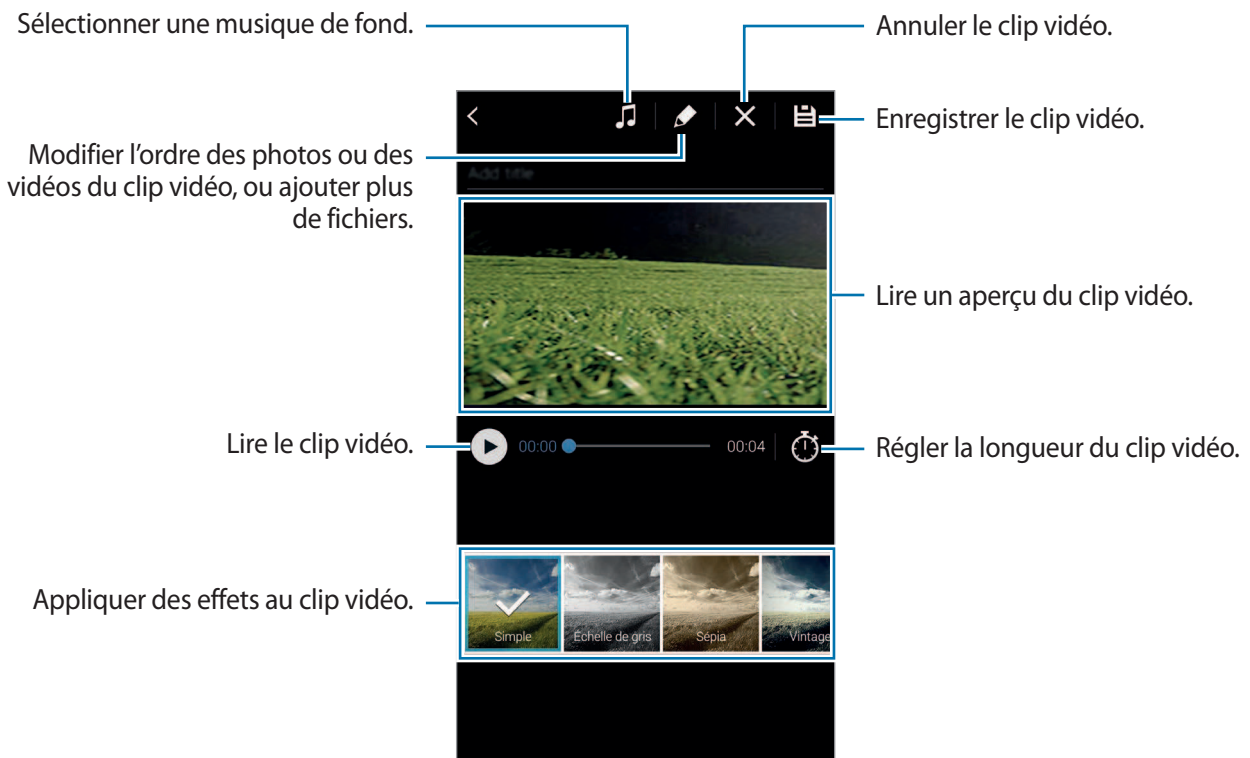 Sélectionner une musique de fond.
Annuler le clip vidéo.
Enregistrer le clip vidéo.
Modifier l’ordre des photos ou des
vidéos du clip vidéo, ou ajouter plus
de fichiers.
Add title
Lire un aperçu du clip vidéo.
Lire le clip vidéo.
00:00
00:04
Régler la longueur du clip vidéo.
Appliquer des effets au clip vidéo.
Simple
Échelle de gris
Sépia
Vintage